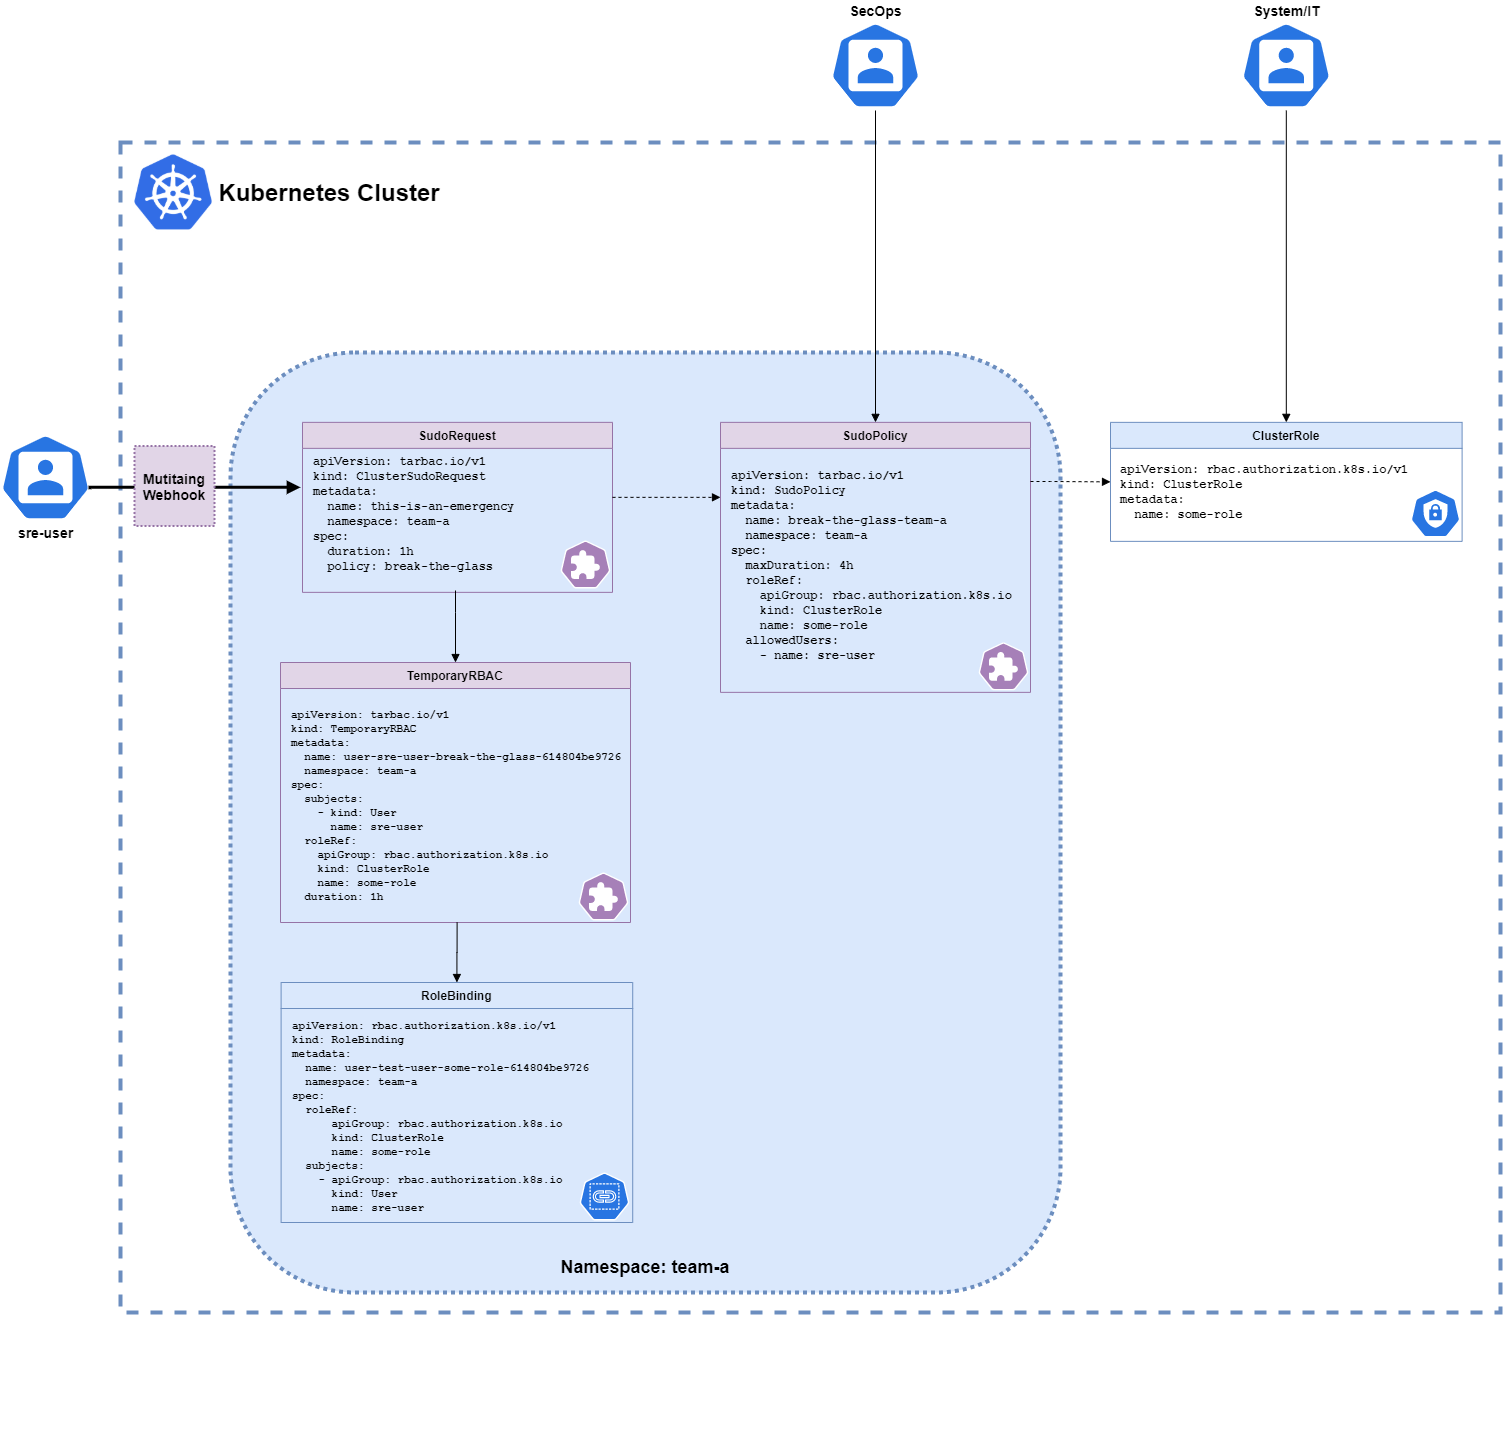 SecOps
System/IT
Kubernetes Cluster
sre-user
Mutitaing
Webhook
SudoRequest
apiVersion: tarbac.io/v1
kind: ClusterSudoRequest
metadata:
  name: this-is-an-emergency
  namespace: team-a
spec:
  duration: 1h
  policy: break-the-glass
SudoPolicy
apiVersion: tarbac.io/v1
kind: SudoPolicy
metadata:
  name: break-the-glass-team-a
  namespace: team-a
spec:
  maxDuration: 4h
  roleRef:
    apiGroup: rbac.authorization.k8s.io
    kind: ClusterRole
    name: some-role
  allowedUsers:
    - name: sre-user
ClusterRole
apiVersion: rbac.authorization.k8s.io/v1
kind: ClusterRole
metadata:
  name: some-role
TemporaryRBAC
apiVersion: tarbac.io/v1
kind: TemporaryRBAC
metadata:
  name: user-sre-user-break-the-glass-614804be9726
  namespace: team-a
spec:
  subjects:
    - kind: User
      name: sre-user
  roleRef:
    apiGroup: rbac.authorization.k8s.io
    kind: ClusterRole
    name: some-role
  duration: 1h
RoleBinding
apiVersion: rbac.authorization.k8s.io/v1
kind: RoleBinding
metadata:
  name: user-test-user-some-role-614804be9726
  namespace: team-a
spec:
  roleRef:
      apiGroup: rbac.authorization.k8s.io
      kind: ClusterRole
      name: some-role
  subjects:
    - apiGroup: rbac.authorization.k8s.io
      kind: User
      name: sre-user
Namespace: team-a